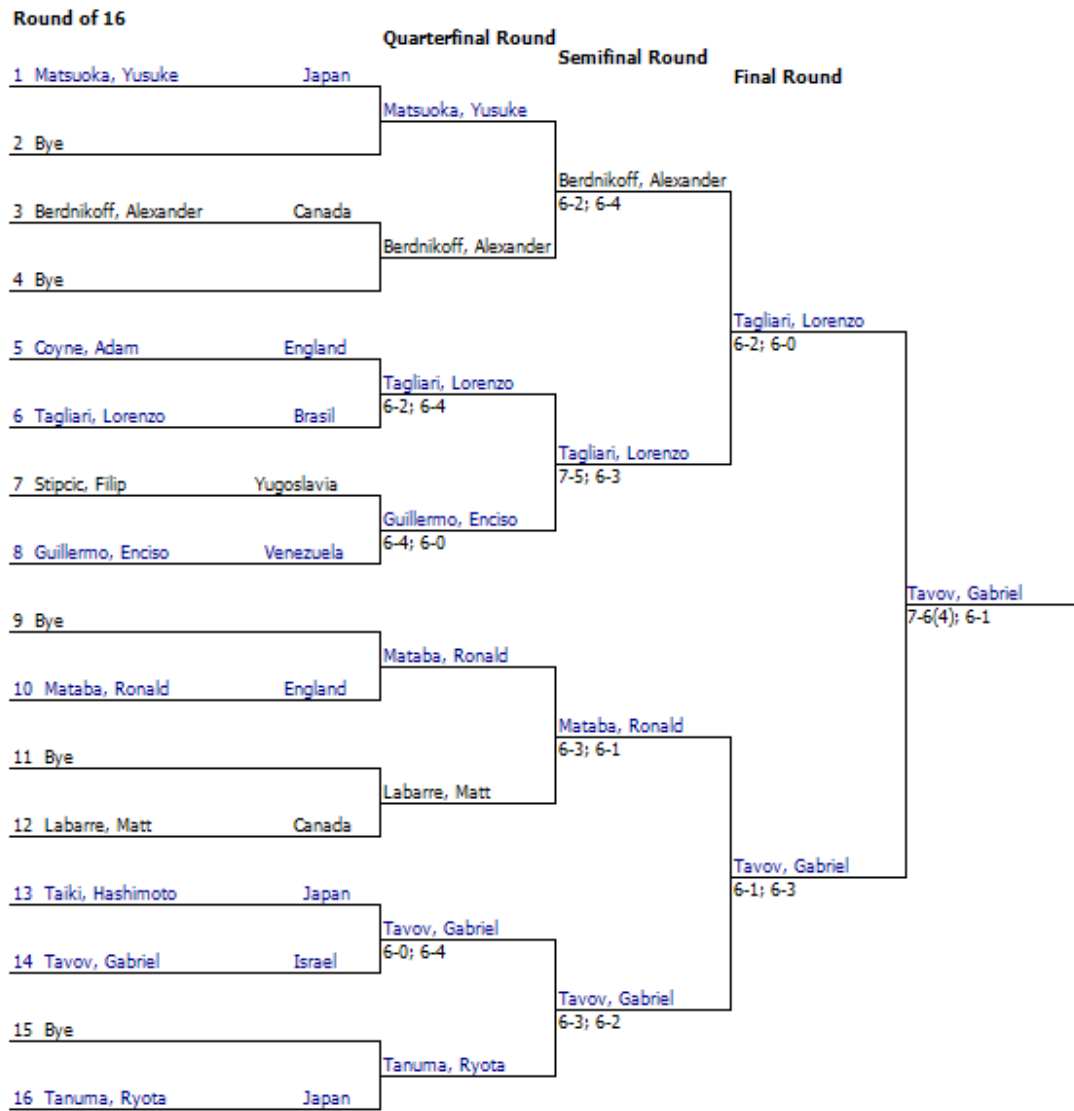 Round of 16
Quarterfinal Round
Semifinal Round
Final Round
1 Matsuoka, Yusuke Japan
Matsuoka, Yusuke
2 Bye
Berdnikoff, Alexander
6-2; 6-4
3 Berdnikoff, Alexander Canada
Berdnikoff, Alexander
4 Bye
Tagliari, Lorenzo
6-2; 6-0
5 Coyne, Adam England
Tagliari, Lorenzo
6-2; 6-4
6 Tagliari, Lorenzo Brasil
Tagliari, Lorenzo
7-5; 6-3
7 Stipcic, Filip Yugoslavia
Guillermo, Enciso
6-4; 6-0
8 Guillermo, Enciso Venezuela
Tavov, Gabriel
7-6(4); 6-1
9 Bye
Mataba, Ronald
10 Mataba, Ronald England
Mataba, Ronald
6-3; 6-1
11 Bye
Labarre, Matt
12 Labarre, Matt Canada
Tavov, Gabriel
6-1; 6-3
13 Taiki, Hashimoto Japan
Tavov, Gabriel
6-0; 6-4
14 Tavov, Gabriel Israel
Tavov, Gabriel
6-3; 6-2
15 Bye
Tanuma, Ryota
16 Tanuma, Ryota Japan